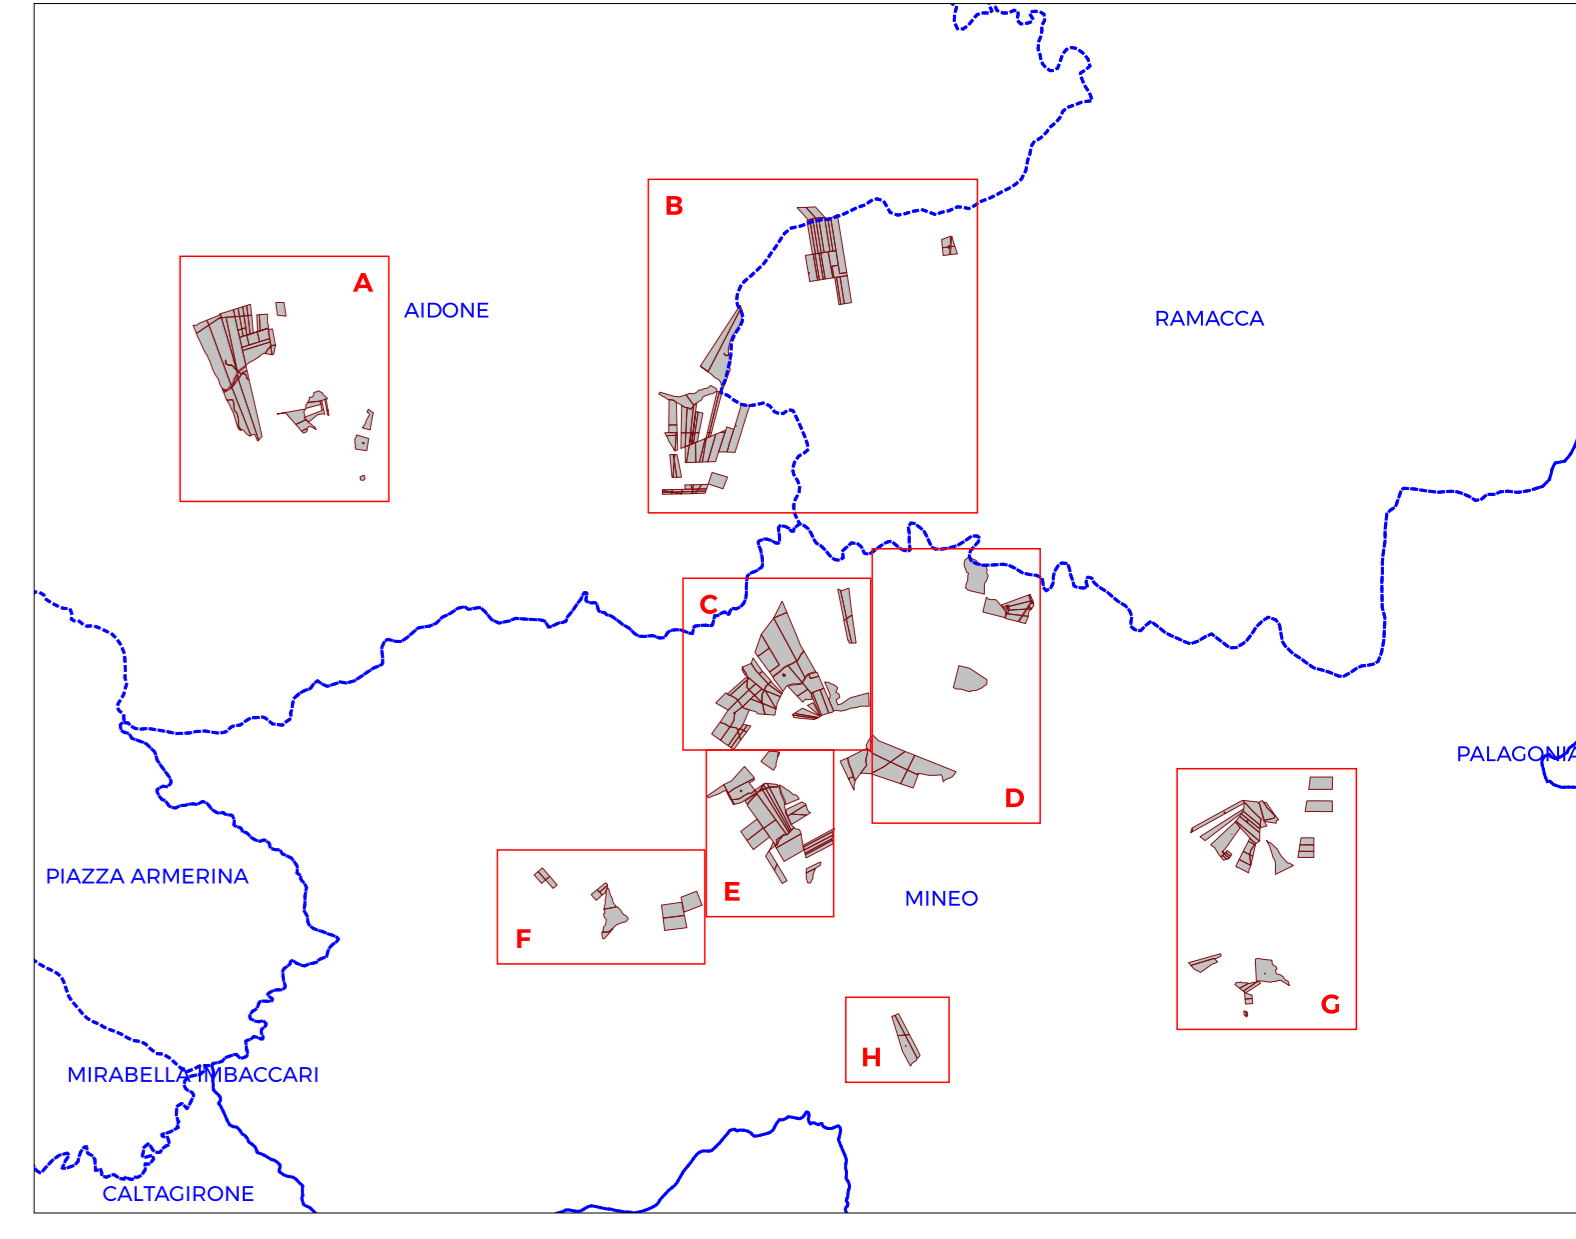 B
A
AIDONE
RAMACCA
C
PALAGONIA
D
PIAZZA ARMERINA
E
MINEO
F
G
H
MIRABELLA IMBACCARI
CALTAGIRONE